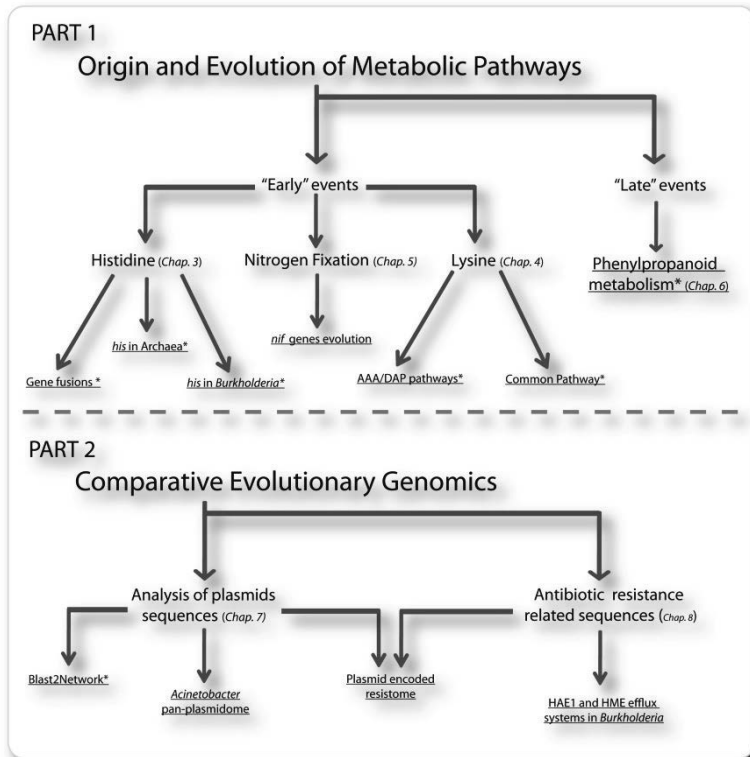 PART 1
Origin and Evolution of Metabolic Pathways
"Early" events
"Late" events
Histidine (Chap. 3)
Nitrogen Fixation (Chap. 5)
Lysine (Chap. 4)
Phenylpropanoid
metabolism* (Chap. 6)
his in Archaea*
nif genes evolution
Gene fusions *
his in Burkholderia*
AAA/DAP pathways*
Common Pathway*
PART 2
Comparative Evolutionary Genomics
Analysis of plasmids
sequences (Chap. 7)
Antibiotic resistance
related sequences (Chap. 8)
Blast2Network*
Acinetobacter
pan-plasmidome
Plasmid encoded
resistome
HAE1 and HME efflux
systems in Burkholderia